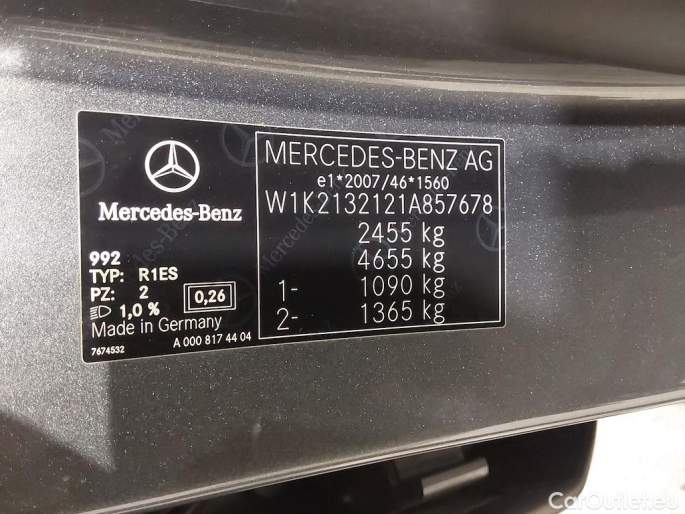 Mercedes-Benz
992
TYP: R1ES
PZ: 2
1,0 %
0,26
Made in Germany
7674532
A 000 817 44 04
MERCEDES-BENZ AG
e1*2007/46*1560
W1K2132121A857678
2455 kg
4655 kg
1- 1090 kg
2- 1365 kg
CarOutlet.eu